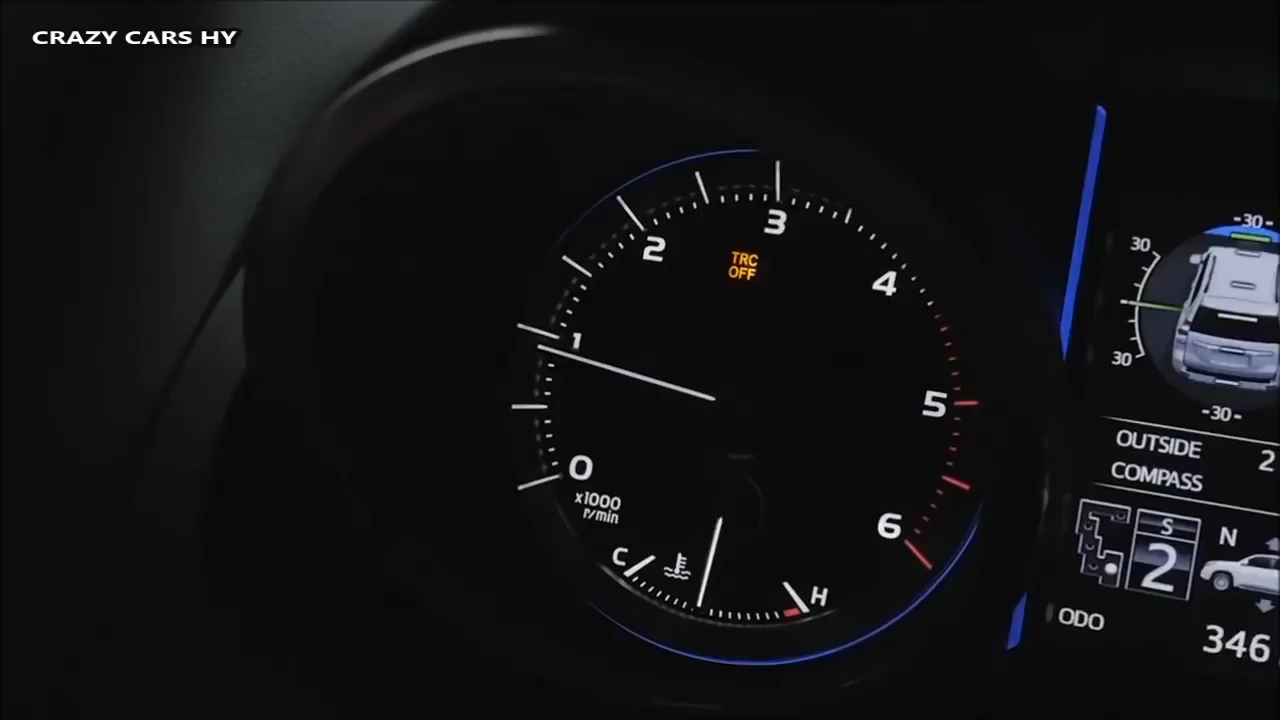 CRAZY CARS HY
3
2
TRC
OFF
4
1
5
0
x1000
r/min
6
C
H
-30-
30
30
-30-
OUTSIDE 2
COMPASS
S
2
N
ODO
346